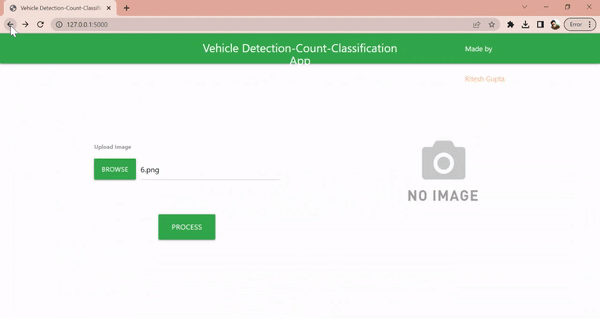 Vehicle Detection-Count-Classifi
127.0.0.1:5000
Error
Vehicle Detection-Count-Classification
App
Made by
Ritesh Gupta
Upload Image
BROWSE
6.png
PROCESS
NO IMAGE